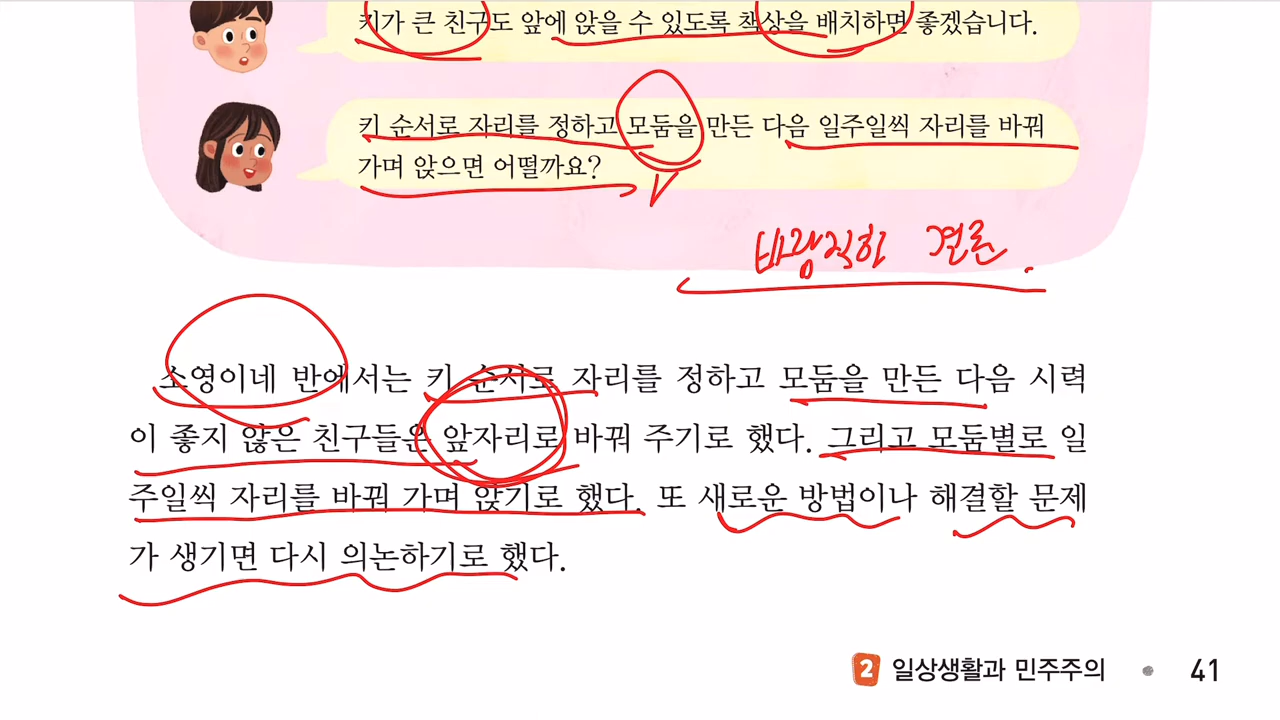 키가 큰 친구도 앞에 앉을 수 있도록 책상을 배치하면 좋겠습니다.
키 순서로 자리를 정하고 모둠을 만든 다음 일주일씩 자리를 바꿔
가며 앉으면 어떨까요?
바람직한 결론.
소영이네 반에서는 키 순서로 자리를 정하고 모둠을 만든 다음 시력
이 좋지 않은 친구들은 앞자리로 바꿔 주기로 했다. 그리고 모둠별로 일
주일씩 자리를 바꿔 가며 앉기로 했다. 또 새로운 방법이나 해결할 문제
가 생기면 다시 의논하기로 했다.
2 일상생활과 민주주의 • 41